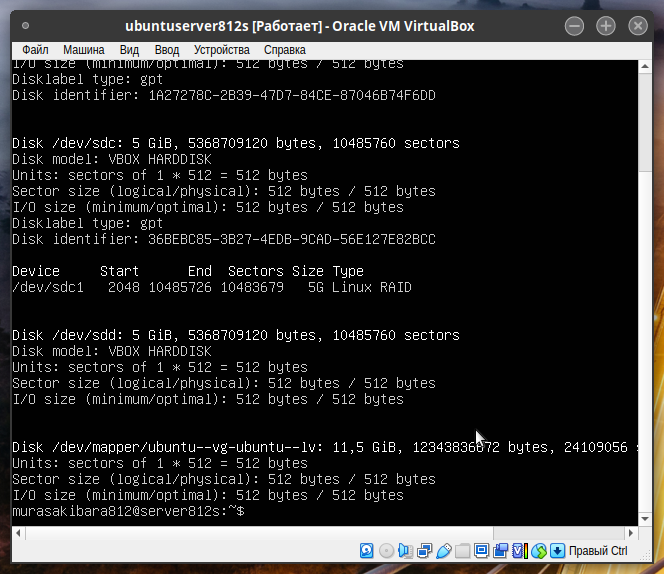 ubuntuserver812s [Работает] - Oracle VM VirtualBox
Файл Машина Вид Ввод Устройства Справка
I/O size (minimum/optimal): 512 bytes / 512 bytes
Disklabel type: gpt
Disk identifier: 1A27278C-2B39-47D7-84CE-87046B74F6DD
Disk /dev/sdc: 5 GiB, 5368709120 bytes, 10485760 sectors
Disk model: VBOX HARDDISK
Units: sectors of 1 * 512 = 512 bytes
Sector size (logical/physical): 512 bytes / 512 bytes
I/O size (minimum/optimal): 512 bytes / 512 bytes
Disklabel type: gpt
Disk identifier: 36BEBC85-3B27-4EDB-9CAD-56E127E82BCC
Device Start End Sectors Size Type
/dev/sdc1 2048 10485726 10483679 5G Linux RAID
Disk /dev/sdd: 5 GiB, 5368709120 bytes, 10485760 sectors
Disk model: VBOX HARDDISK
Units: sectors of 1 * 512 = 512 bytes
Sector size (logical/physical): 512 bytes / 512 bytes
I/O size (minimum/optimal): 512 bytes / 512 bytes
Disk /dev/mapper/ubuntu--vg-ubuntu--lv: 11,5 GiB, 12343836672 bytes, 24109056 s
Units: sectors of 1 * 512 = 512 bytes
Sector size (logical/physical): 512 bytes / 512 bytes
I/O size (minimum/optimal): 512 bytes / 512 bytes
murasakibara812@server812s:~$
Правый Ctrl